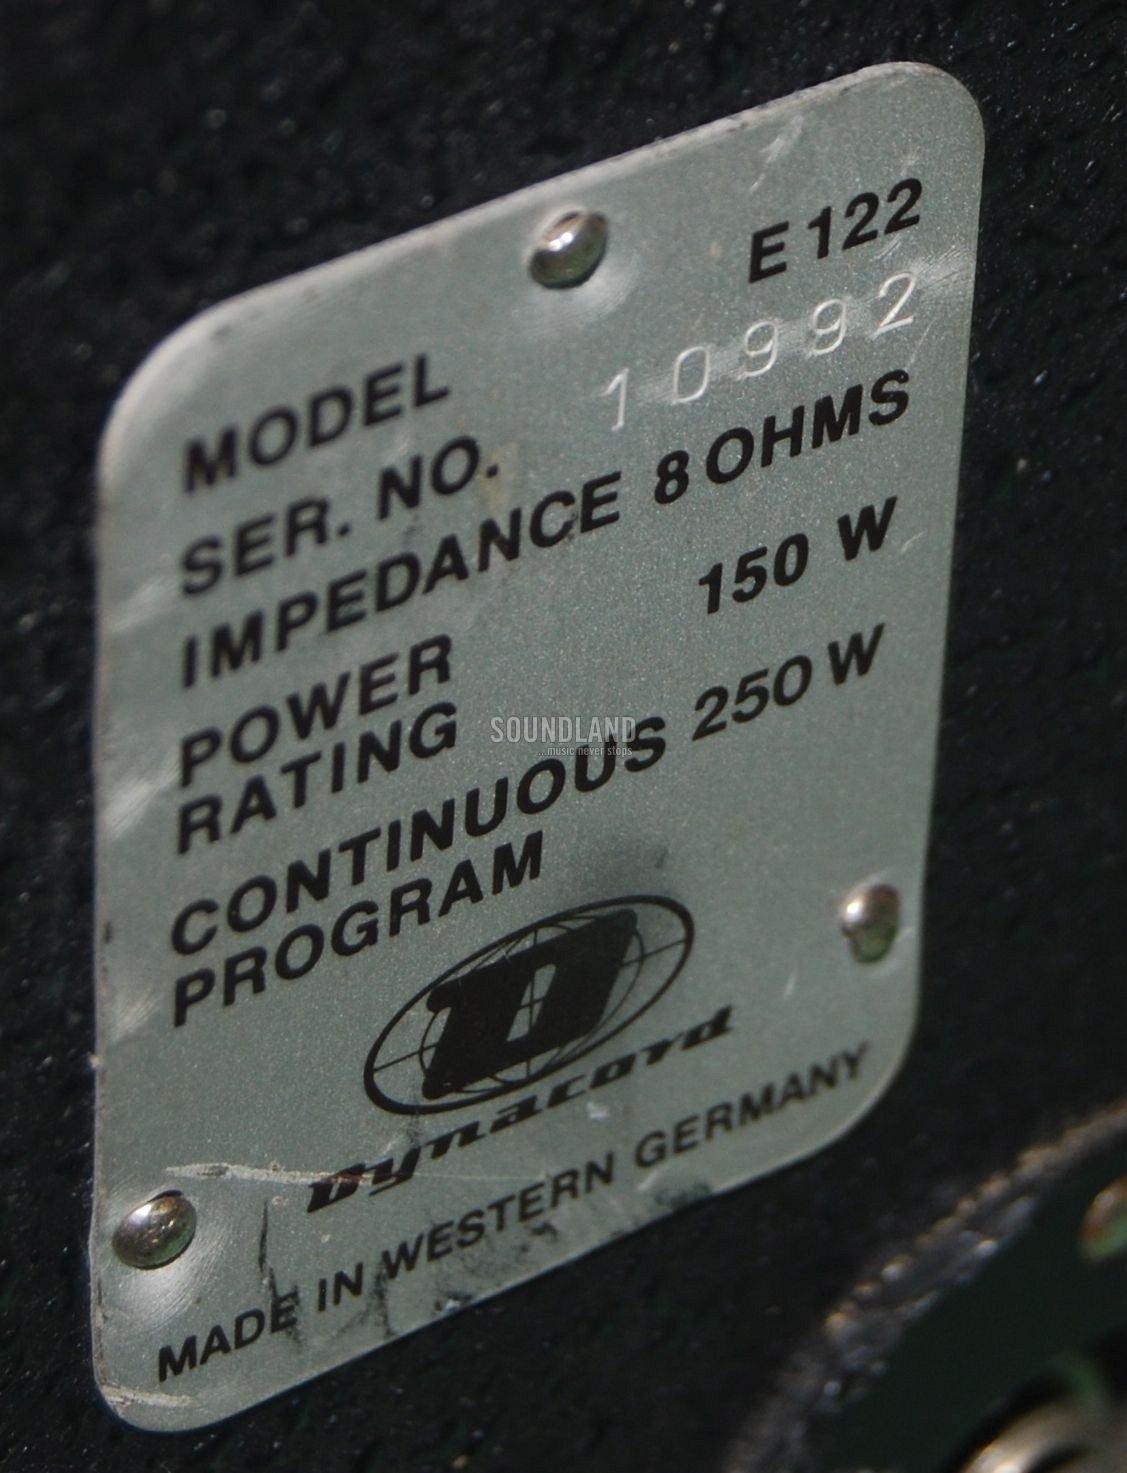 MODEL E 122
SER. NO. 10992
IMPEDANCE 8 OHMS
POWER
RATING 150 W
CONTINUOUS 250 W
PROGRAM
SOUNDLAND
...music never stops
D
Dynacord
MADE IN WESTERN GERMANY